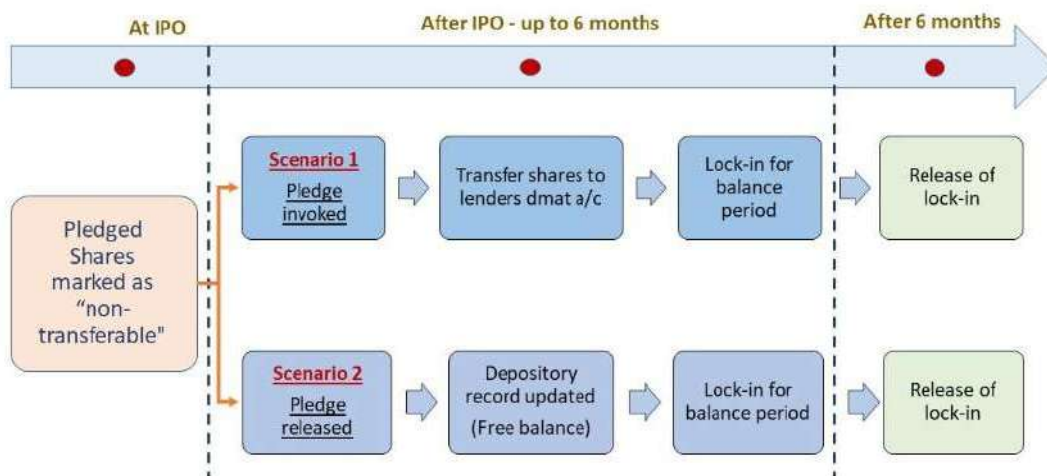 At IPO
After IPO - up to 6 months
After 6 months
Pledged
Shares
marked as
“non-
transferable"
Scenario 1
Pledge
invoked
Transfer shares to
lenders dmat a/c
Lock-in for
balance
period
Release of
lock-in
Scenario 2
Pledge
released
Depository
record updated
(Free balance)
Lock-in for
balance period
Release of
lock-in